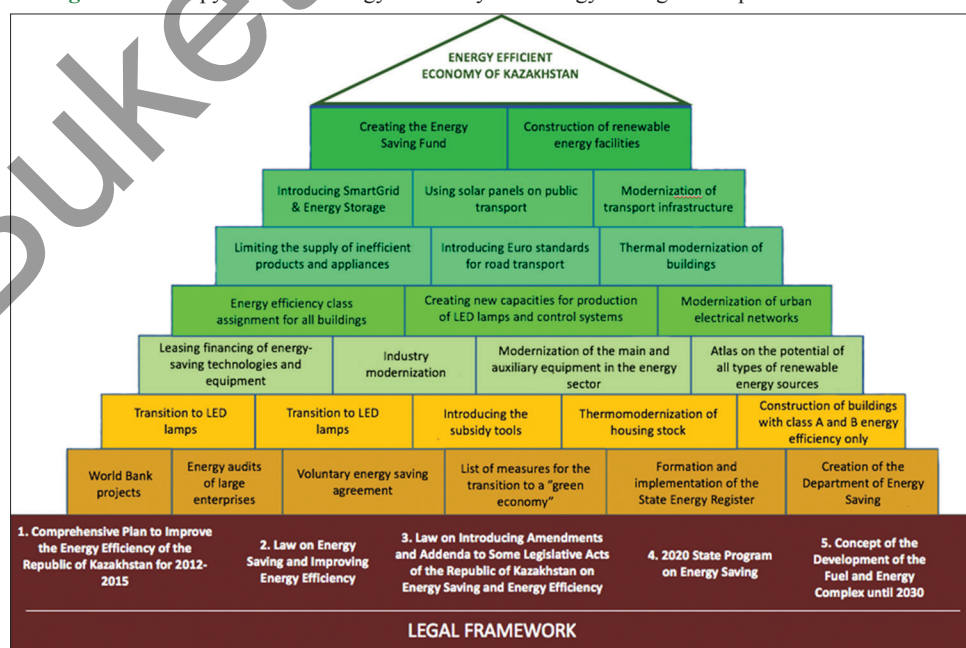 ENERGY EFFICIENT
ECONOMY OF KAZAKHSTAN
Creating the Energy
Saving Fund
Construction of renewable
energy facilities
Introducing SmartGrid
& Energy Storage
Using solar panels on public
transport
Modernization of
transport infrastructure
Limiting the supply of inefficient
products and appliances
Introducing Euro standards
for road transport
Thermal modernization of
buildings
Energy efficiency class
assignment for all buildings
Creating new capacities for production
of LED lamps and control systems
Modernization of urban
electrical networks
Leasing financing of energy-
saving technologies and
equipment
Industry
modernization
Modernization of the main and
auxiliary equipment in the energy
sector
Atlas on the potential of
all types of renewable
energy sources
Transition to LED
lamps
Transition to LED
lamps
Introducing the
subsidy tools
Thermomodernization of
housing stock
Construction of buildings
with class A and B energy
efficiency only
World Bank
projects
Energy audits
of large
enterprises
Voluntary energy saving
agreement
List of measures for the
transition to a "green
economy"
Formation and
implementation of the
State Energy Register
Creation of the
Department of Energy
Saving
1. Comprehensive Plan to Improve
the Energy Efficiency of the
Republic of Kazakhstan for 2012-
2015
2. Law on Energy
Saving and Improving
Energy Efficiency
3. Law on Introducing Amendments
and Addenda to Some Legislative Acts
of the Republic of Kazakhstan on
Energy Saving and Energy Efficiency
4. 2020 State Program
on Energy Saving
5. Concept of the
Development of the
Fuel and Energy
Complex until 2030
LEGAL FRAMEWORK